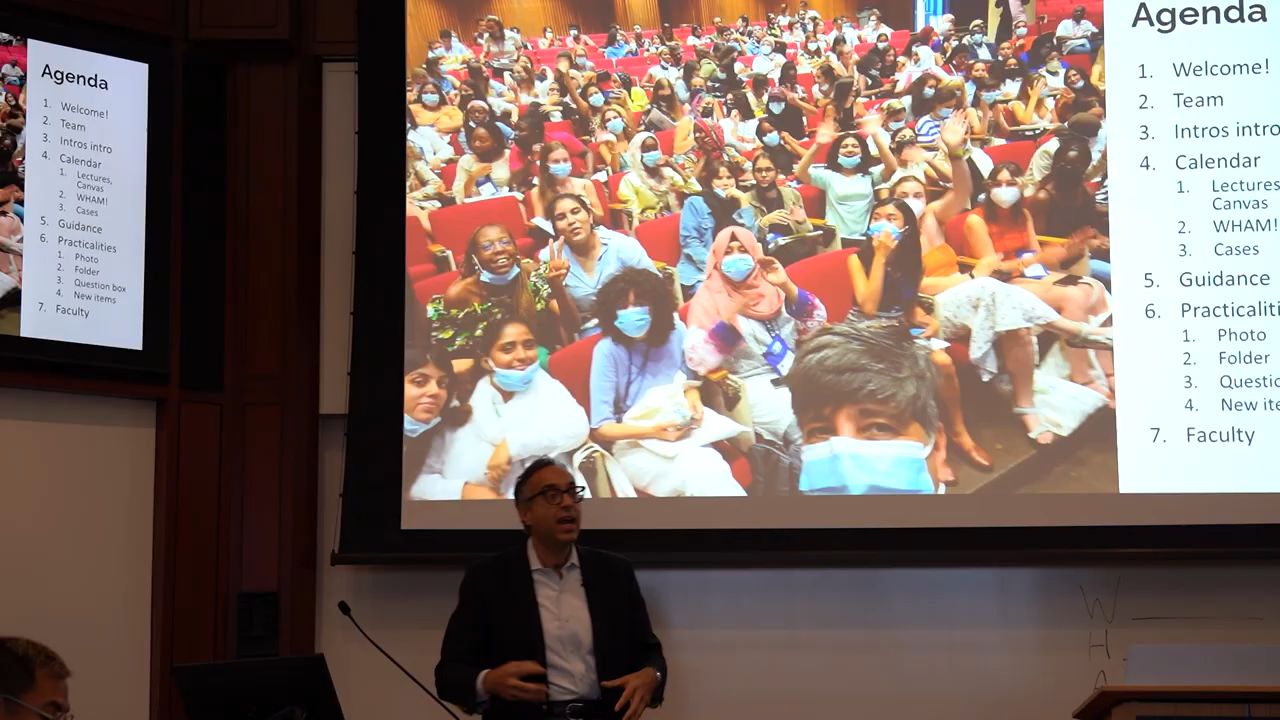 Agenda
1. Welcome!
2. Team
3. Intros intro
4. Calendar
1. Lectures,
Canvas
2. WHAM!
3. Cases
5. Guidance
6. Practicalities
1. Photo
2. Folder
3. Question box
4. New items
7. Faculty
Agenda
1. Welcome!
2. Team
3. Intros intro
4. Calendar
1. Lectures
Canvas
2. WHAM!
3. Cases
5. Guidance
6. Practicaliti
1. Photo
2. Folder
3. Questio
4. New ite
7. Faculty
W
H
A